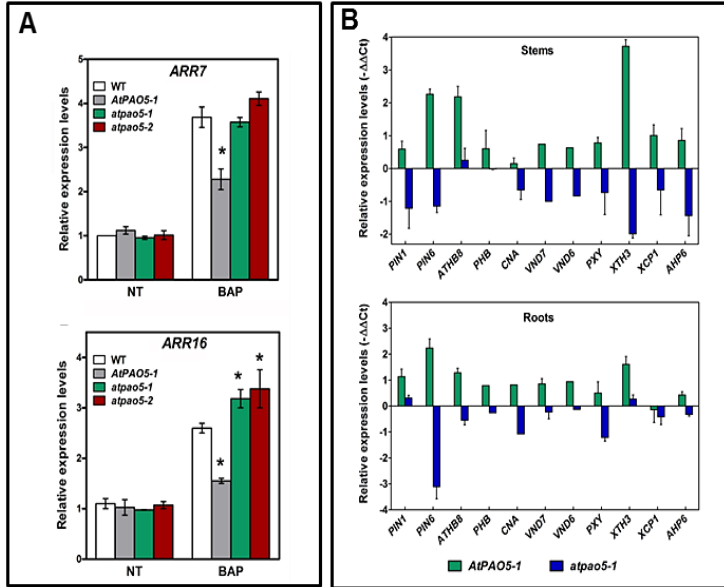 A
ARR7
Relative expression levels
5
4
3
2
1
WT
AtPAO5-1
atpao5-1
atpao5-2
*
NT
BAP
ARR16
Relative expression levels
4
3
2
1
WT
AtPAO5-1
atpao5-1
atpao5-2
*
*
*
NT
BAP
B
Stems
Relative expression levels (-ΔΔCt)
4
3
2
1
0
-1
-2
PIN1 PIN6 ATHB8 PHB CNA VND7 VND6 PXY XTH3 XCP1 AHP6
Roots
Relative expression levels (-ΔΔCt)
3
2
1
0
-1
-2
-3
-4
PIN1 PIN6 ATHB8 PHB CNA VND7 VND6 PXY XTH3 XCP1 AHP6
AtPAO5-1 atpao5-1